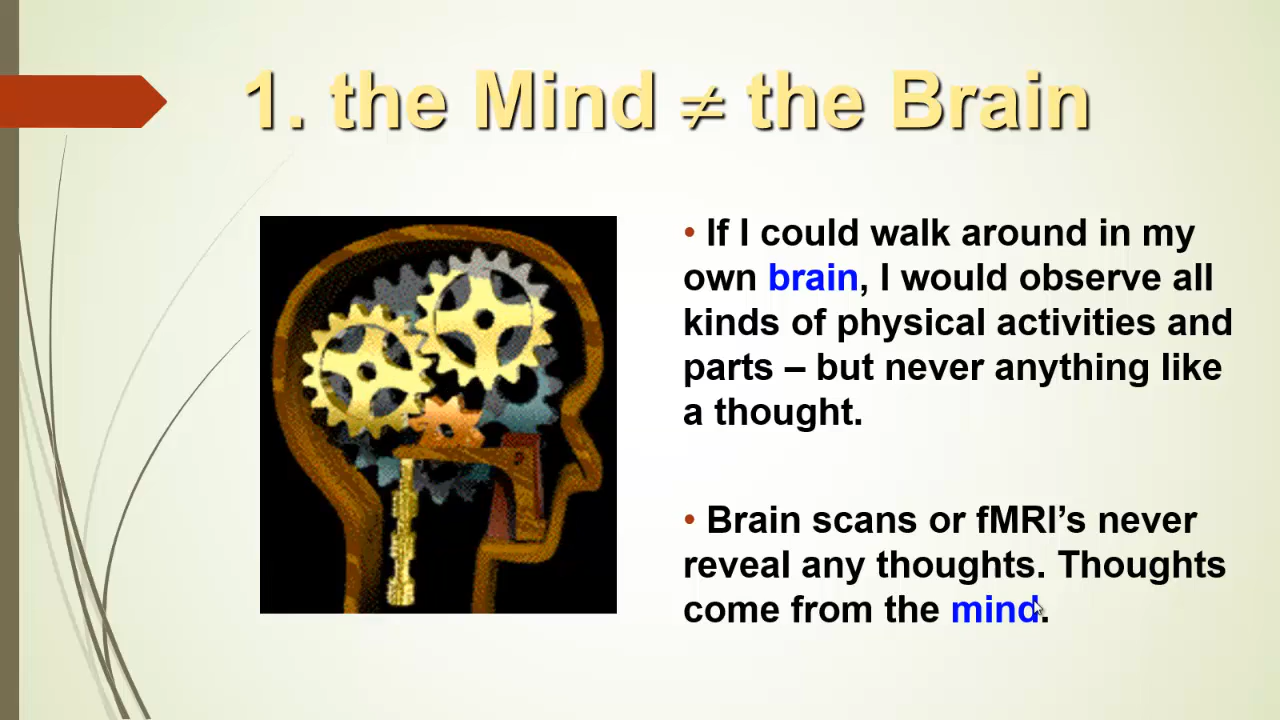 1. the Mind ≠ the Brain
• If I could walk around in my
own brain, I would observe all
kinds of physical activities and
parts – but never anything like
a thought.
• Brain scans or fMRI’s never
reveal any thoughts. Thoughts
come from the mind.